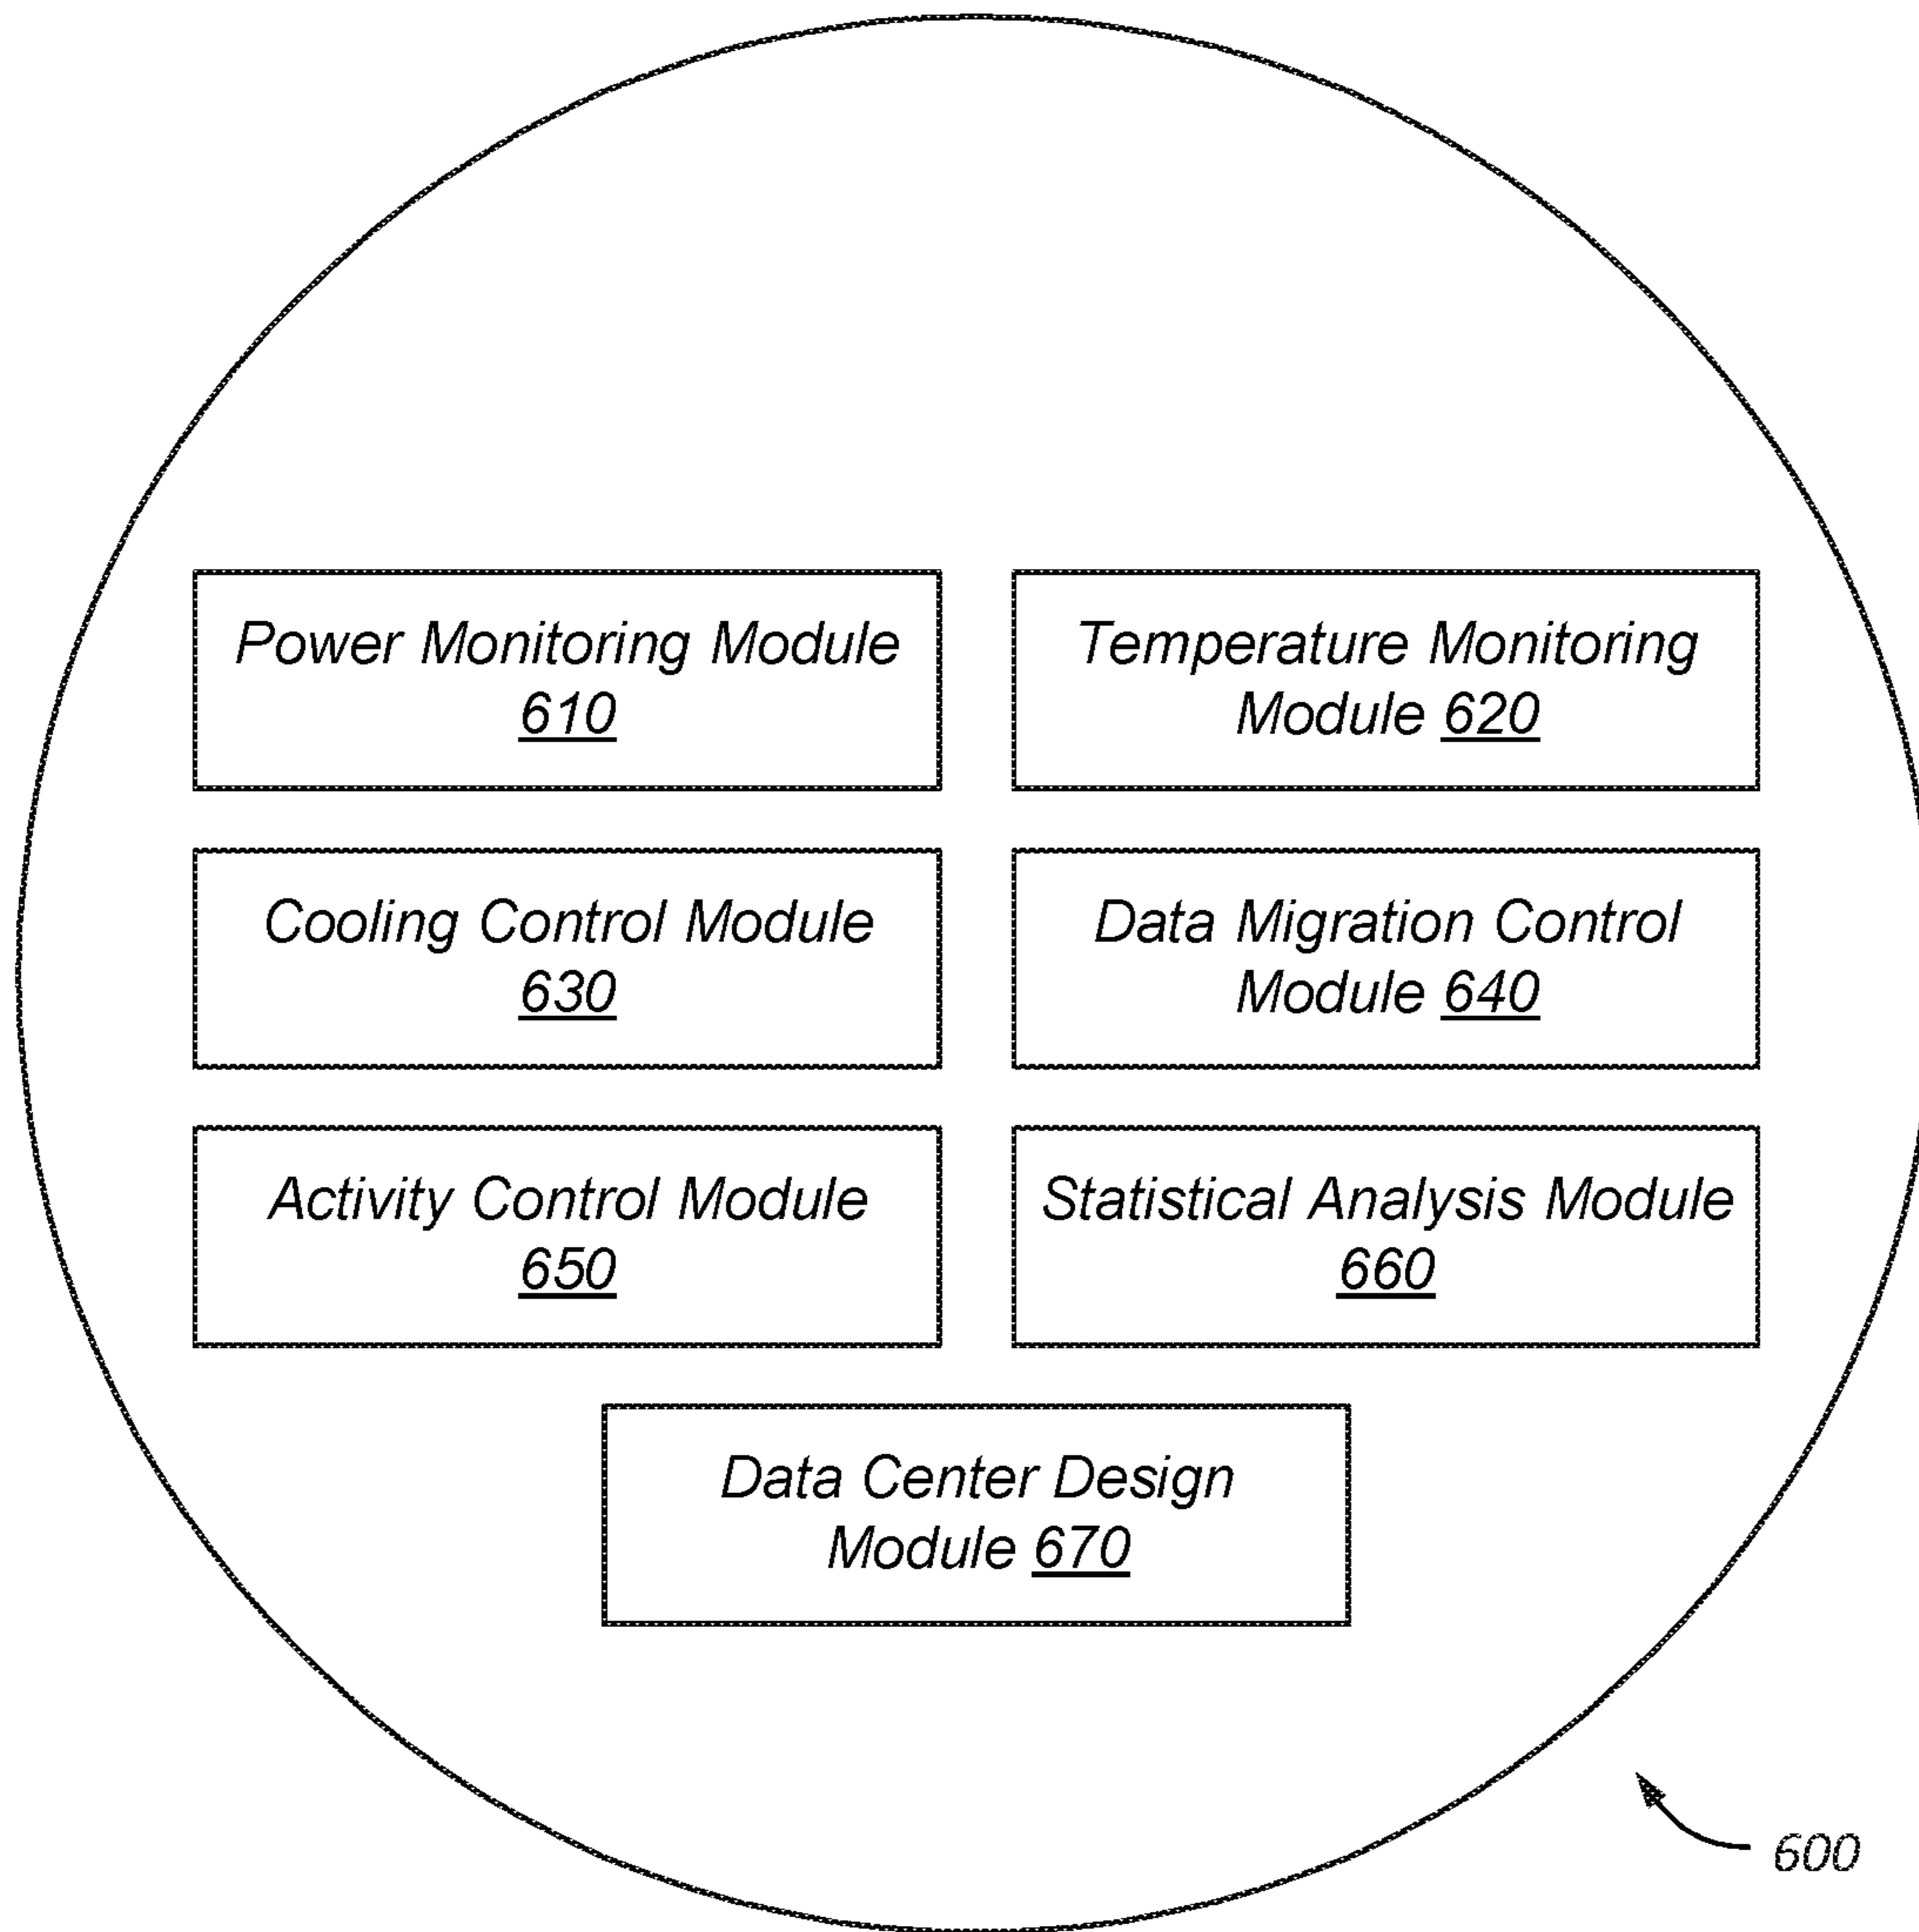 Power Monitoring Module
610
Temperature Monitoring
Module 620
Cooling Control Module
630
Data Migration Control
Module 640
Activity Control Module
650
Statistical Analysis Module
660
Data Center Design
Module 670
600